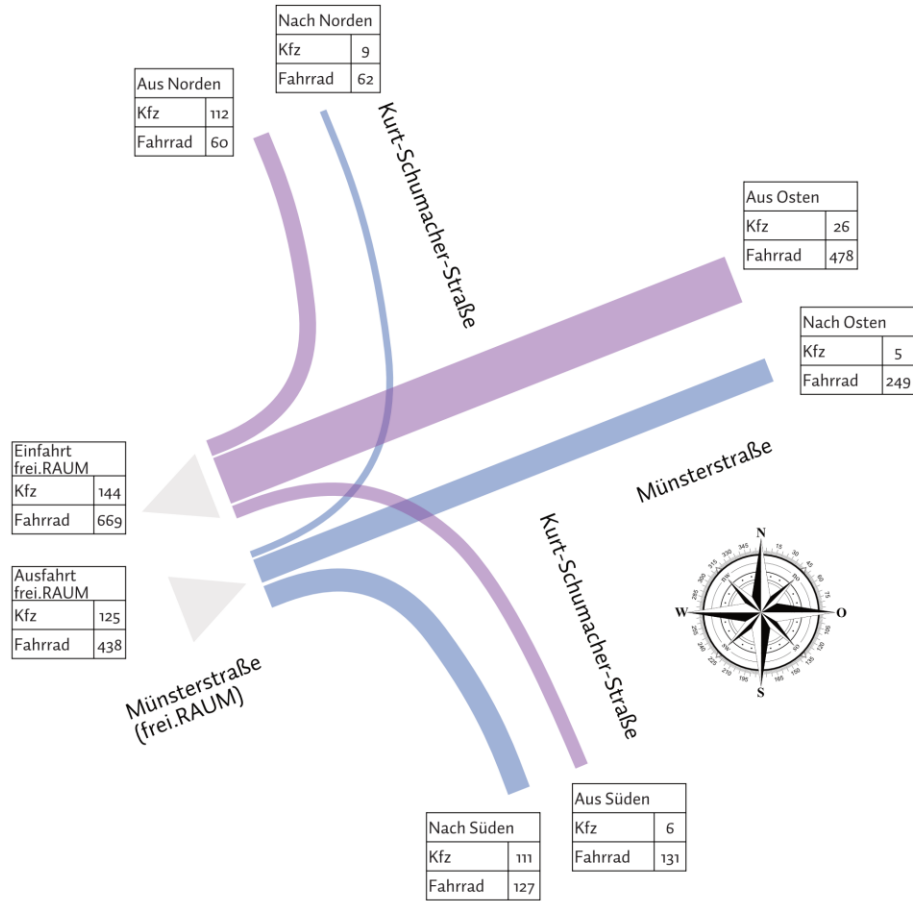 Nach Norden
Kfz 9
Fahrrad 62
Aus Norden
Kfz 112
Fahrrad 60
Kurt-Schumacher-Straße
Aus Osten
Kfz 26
Fahrrad 478
Nach Osten
Kfz 5
Fahrrad 249
Münsterstraße
Einfahrt
frei.RAUM
Kfz 144
Fahrrad 669
Ausfahrt
frei.RAUM
Kfz 125
Fahrrad 438
Münsterstraße
(frei.RAUM)
Kurt-Schumacher-Straße
N
W O
S
Aus Süden
Kfz 6
Fahrrad 131
Nach Süden
Kfz 111
Fahrrad 127